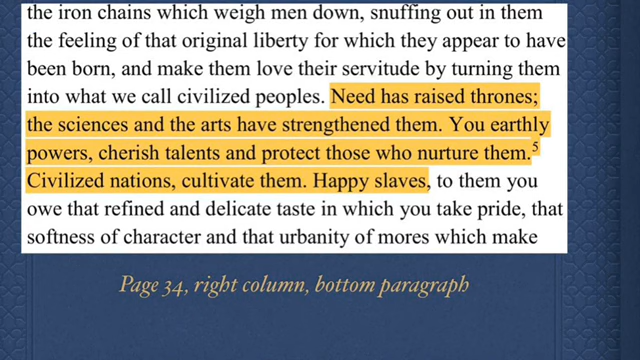 the iron chains which weigh men down, snuffing out in them
the feeling of that original liberty for which they appear to have
been born, and make them love their servitude by turning them
into what we call civilized peoples. Need has raised thrones;
the sciences and the arts have strengthened them. You earthly
powers, cherish talents and protect those who nurture them.5
Civilized nations, cultivate them. Happy slaves, to them you
owe that refined and delicate taste in which you take pride, that
softness of character and that urbanity of mores which make
Page 34, right column, bottom paragraph